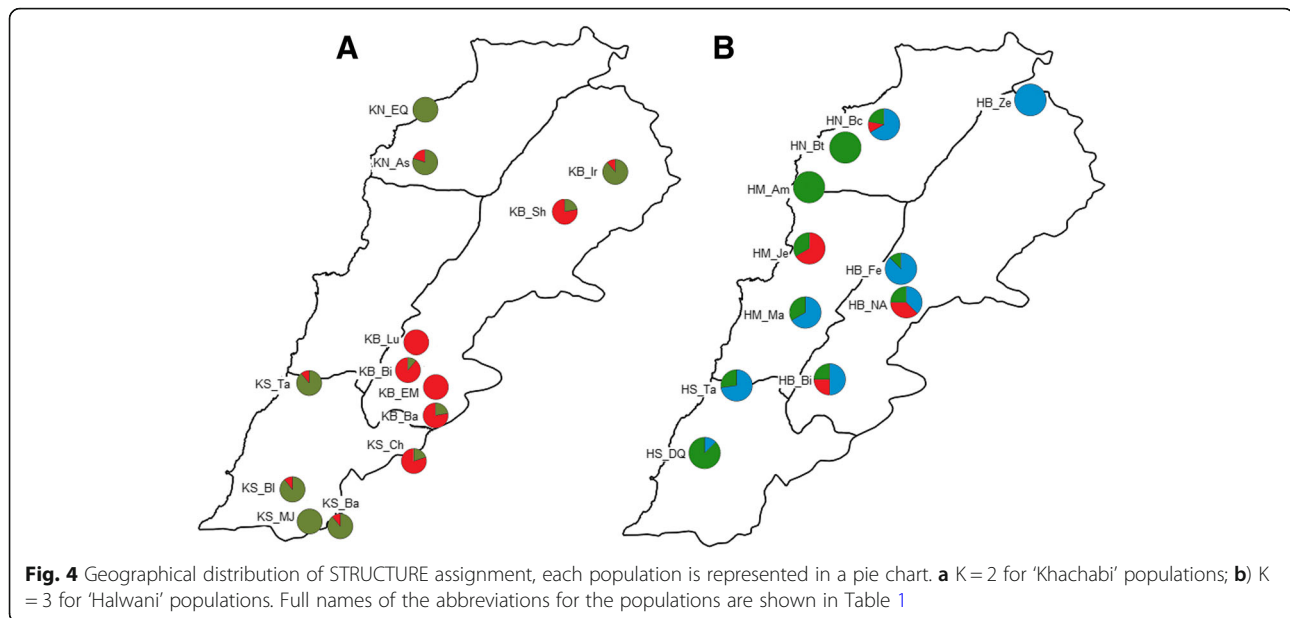 A
B
KN_EQ
HB_Ze
HN_Bc
HN_Bt
KN_As
KB_Ir
HM_Am
KB_Sh
HM_Je
HB_Fe
HB_NA
HM_Ma
KB_Lu
KB_Bi
KS_Ta
HS_Ta
HB_Bi
KB_EM
KB_Ba
KS_Ch
HS_DQ
KS_Bl
KS_Ba
KS_MJ
Fig. 4 Geographical distribution of STRUCTURE assignment, each population is represented in a pie chart. a K = 2 for ‘Khachabi’ populations; b) K
= 3 for ‘Halwani’ populations. Full names of the abbreviations for the populations are shown in Table 1